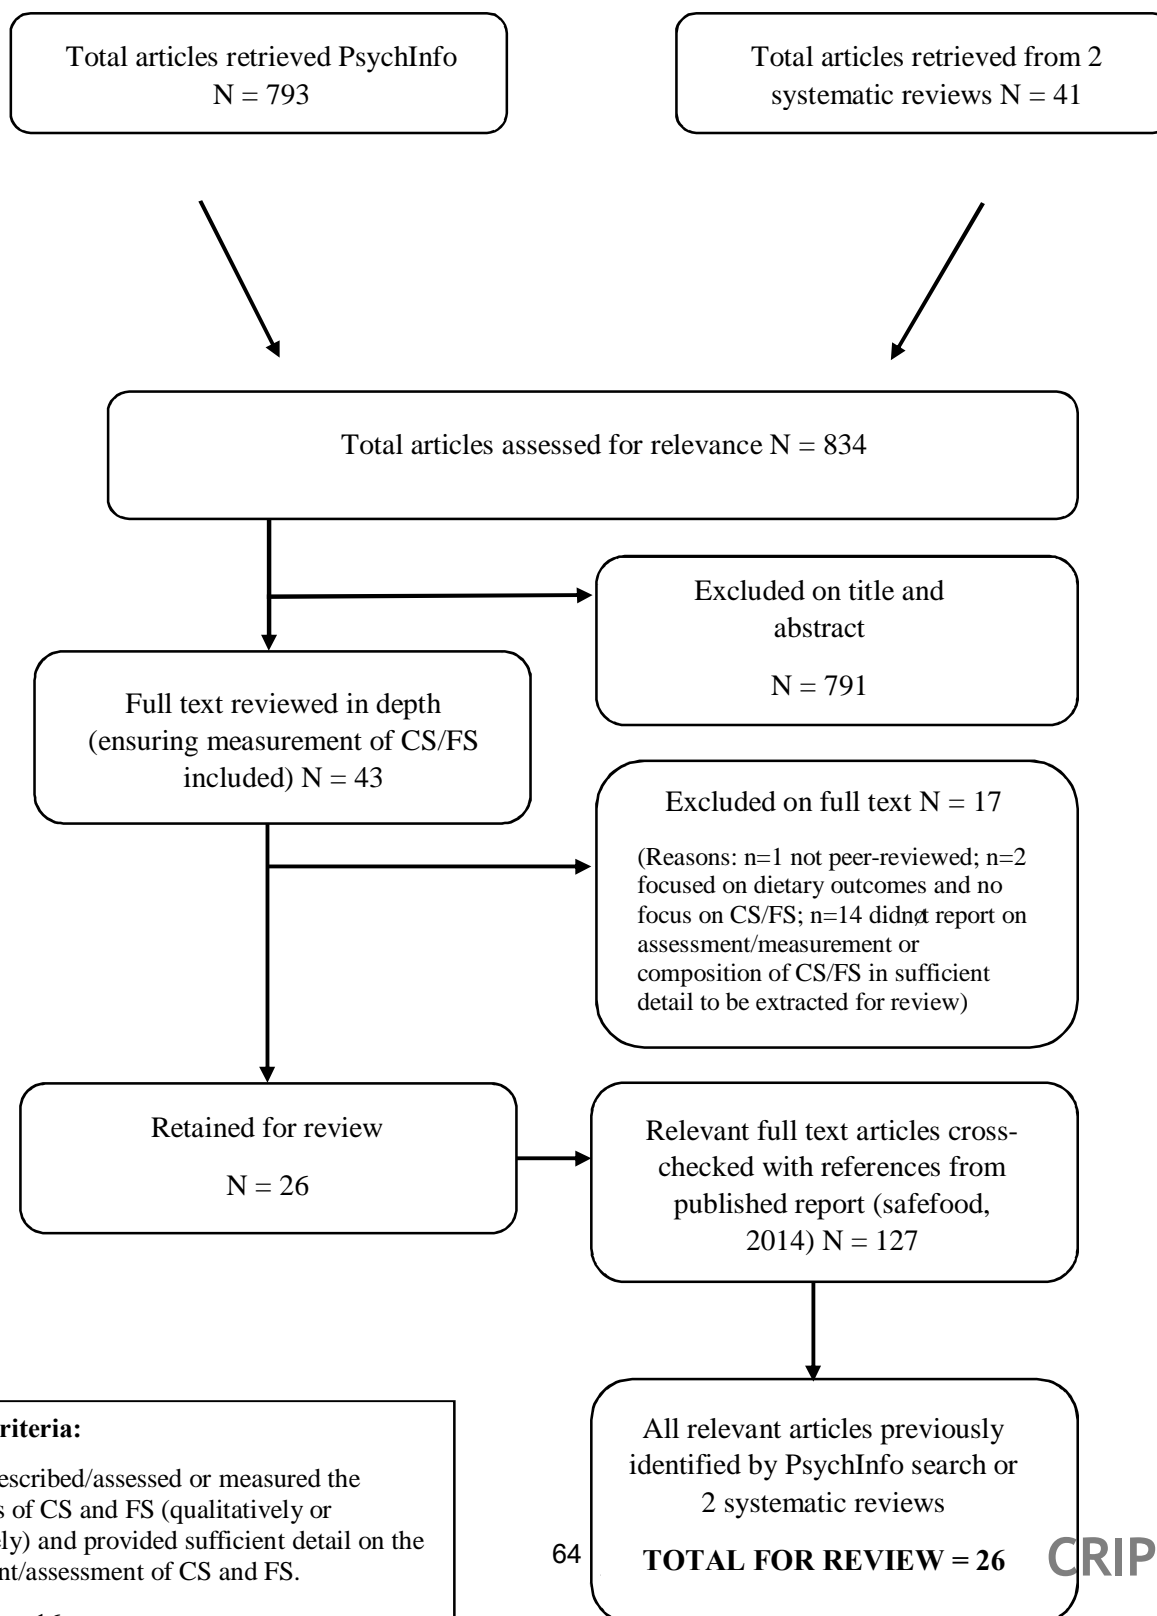 Total articles retrieved PsychInfo
N = 793
Total articles retrieved from 2
systematic reviews N = 41
Total articles assessed for relevance N = 834
Excluded on title and
abstract
N = 791
Full text reviewed in depth
(ensuring measurement of CS/FS
included) N = 43
Excluded on full text N = 17
(Reasons: n=1 not peer-reviewed; n=2
focused on dietary outcomes and no
focus on CS/FS; n=14 didnøt report on
assessment/measurement or
composition of CS/FS in sufficient
detail to be extracted for review)
Retained for review
N = 26
Relevant full text articles cross-
checked with references from
published report (safefood,
2014) N = 127
All relevant articles previously
identified by PsychInfo search or
2 systematic reviews
TOTAL FOR REVIEW = 26
riteria:
escribed/assessed or measured the
s of CS and FS (qualitatively or
ely) and provided sufficient detail on the
nt/assessment of CS and FS.
64
CRIP